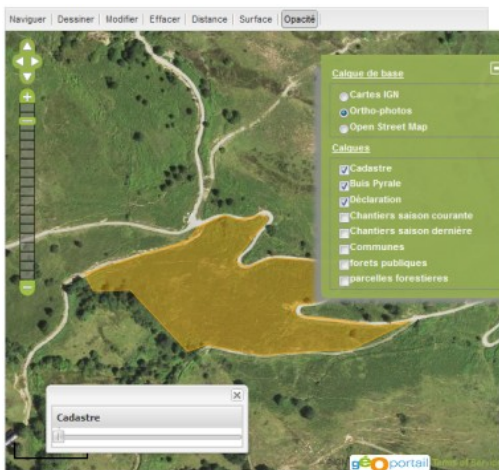 Naviguer Dessiner Modifier Effacer Distance Surface Opacité
Calque de base
Cartes IGN
Ortho-photos
Open Street Map
Calques
Cadastre
Buis Pyrale
Déclaration
Chantiers saison courante
Chantiers saison dernière
Communes
forets publiques
parcelles forestieres
Cadastre
géoportail